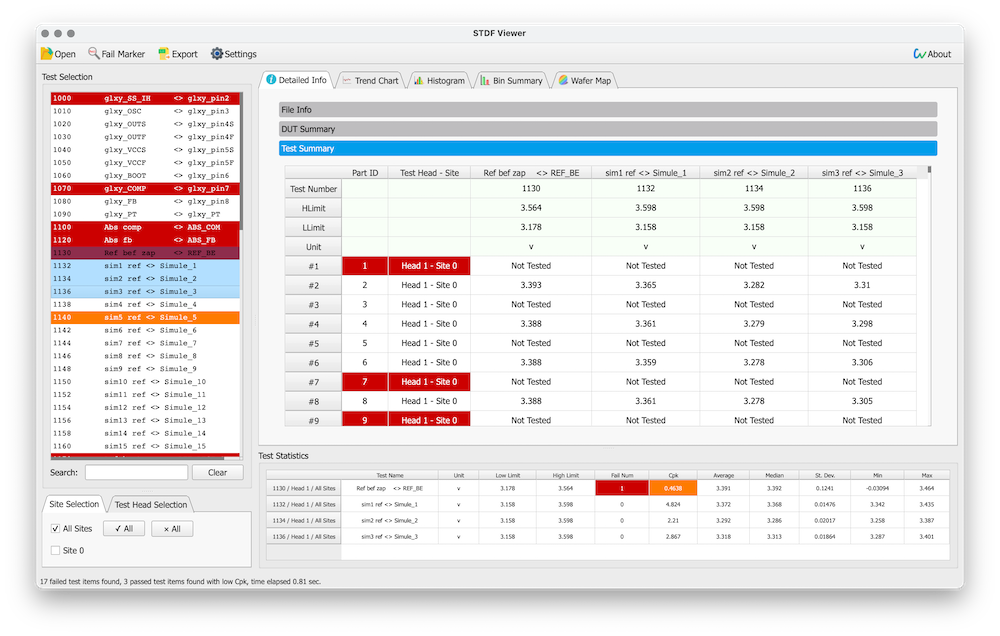 STDF Viewer
Open Fail Marker Export Settings About
Test Selection
1000 glxy_SS_IH <> glxy_pin2
1010 glxy_OSC <> glxy_pin3
1020 glxy_OUTS <> glxy_pin4S
1030 glxy_OUTF <> glxy_pin4F
1040 glxy_VCCS <> glxy_pin5S
1050 glxy_VCCF <> glxy_pin5F
1060 glxy_BOOT <> glxy_pin6
1070 glxy_COMP <> glxy_pin7
1080 glxy_FB <> glxy_pin8
1090 glxy_PT <> glxy_PT
1100 Abs comp <> ABS_COM
1120 Abs fb <> ABS_FB
1130 Ref bef zap <> REF_BE
1132 sim1 ref <> Simule_1
1134 sim2 ref <> Simule_2
1136 sim3 ref <> Simule_3
1138 sim4 ref <> Simule_4
1140 sim5 ref <> Simule_5
1142 sim6 ref <> Simule_6
1144 sim7 ref <> Simule_7
1146 sim8 ref <> Simule_8
1148 sim9 ref <> Simule_9
1150 sim10 ref <> Simule_10
1152 sim11 ref <> Simule_11
1154 sim12 ref <> Simule_12
1156 sim13 ref <> Simule_13
1158 sim14 ref <> Simule_14
1160 sim15 ref <> Simule_15
Search: Clear
Site Selection Test Head Selection
All Sites ✓ All × All
Site 0
Detailed Info Trend Chart Histogram Bin Summary Wafer Map
File Info
DUT Summary
Test Summary
Part ID Test Head - Site Ref bef zap <> REF_BE sim1 ref <> Simule_1 sim2 ref <> Simule_2 sim3 ref <> Simule_3
Test Number 1130 1132 1134 1136
HLimit 3.564 3.598 3.598 3.598
LLimit 3.178 3.158 3.158 3.158
Unit v v v v
#1 1 Head 1 - Site 0 Not Tested Not Tested Not Tested Not Tested
#2 2 Head 1 - Site 0 3.393 3.365 3.282 3.31
#3 3 Head 1 - Site 0 Not Tested Not Tested Not Tested Not Tested
#4 4 Head 1 - Site 0 3.388 3.361 3.279 3.298
#5 5 Head 1 - Site 0 Not Tested Not Tested Not Tested Not Tested
#6 6 Head 1 - Site 0 3.388 3.359 3.278 3.306
#7 7 Head 1 - Site 0 Not Tested Not Tested Not Tested Not Tested
#8 8 Head 1 - Site 0 3.388 3.361 3.278 3.305
#9 9 Head 1 - Site 0 Not Tested Not Tested Not Tested Not Tested
Test Statistics
Test Name Unit Low Limit High Limit Fail Num Cpk Average Median St. Dev. Min Max
1130 / Head 1 / All Sites Ref bef zap <> REF_BE v 3.178 3.564 1 0.4638 3.391 3.392 0.1241 -0.03094 3.464
1132 / Head 1 / All Sites sim1 ref <> Simule_1 v 3.158 3.598 0 4.824 3.372 3.368 0.01476 3.342 3.435
1134 / Head 1 / All Sites sim2 ref <> Simule_2 v 3.158 3.598 0 2.21 3.292 3.286 0.02017 3.258 3.387
1136 / Head 1 / All Sites sim3 ref <> Simule_3 v 3.158 3.598 0 2.867 3.318 3.313 0.01864 3.287 3.401
17 failed test items found, 3 passed test items found with low Cpk, time elapsed 0.81 sec.